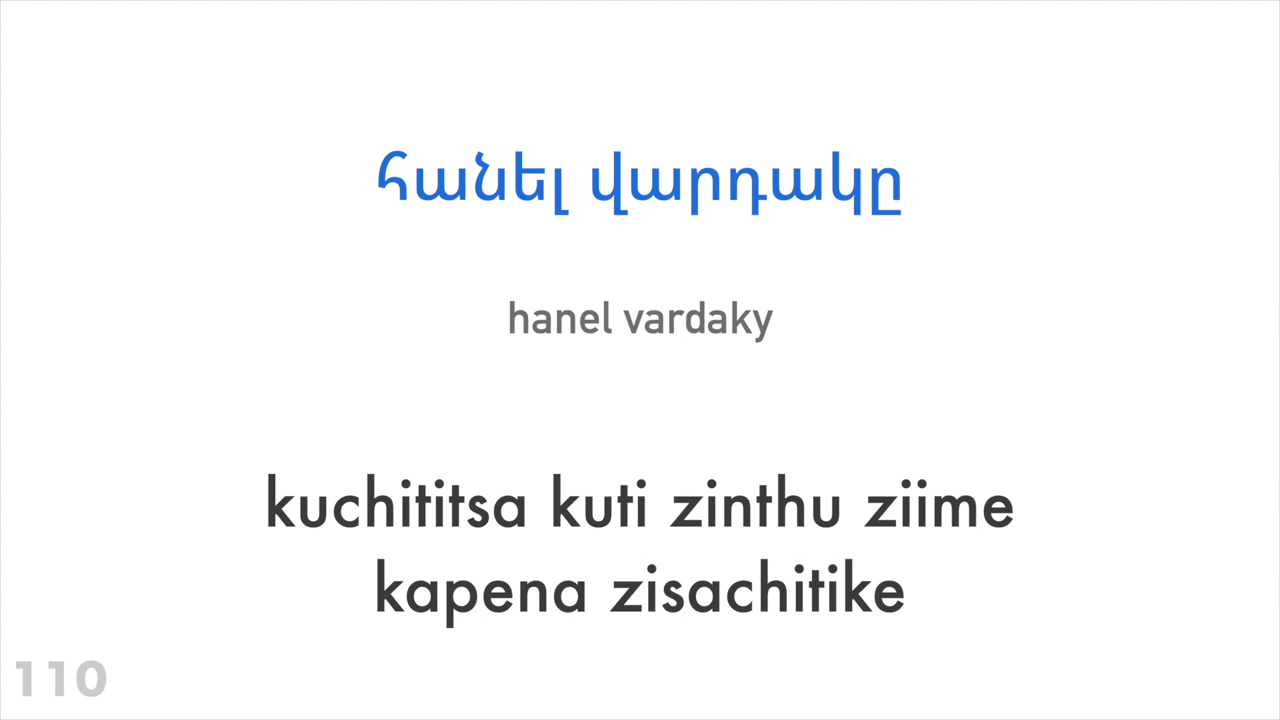 հանել վարդակը
hanel vardaky
kuchititsa kuti zinthu ziime
kapena zisachitike
110